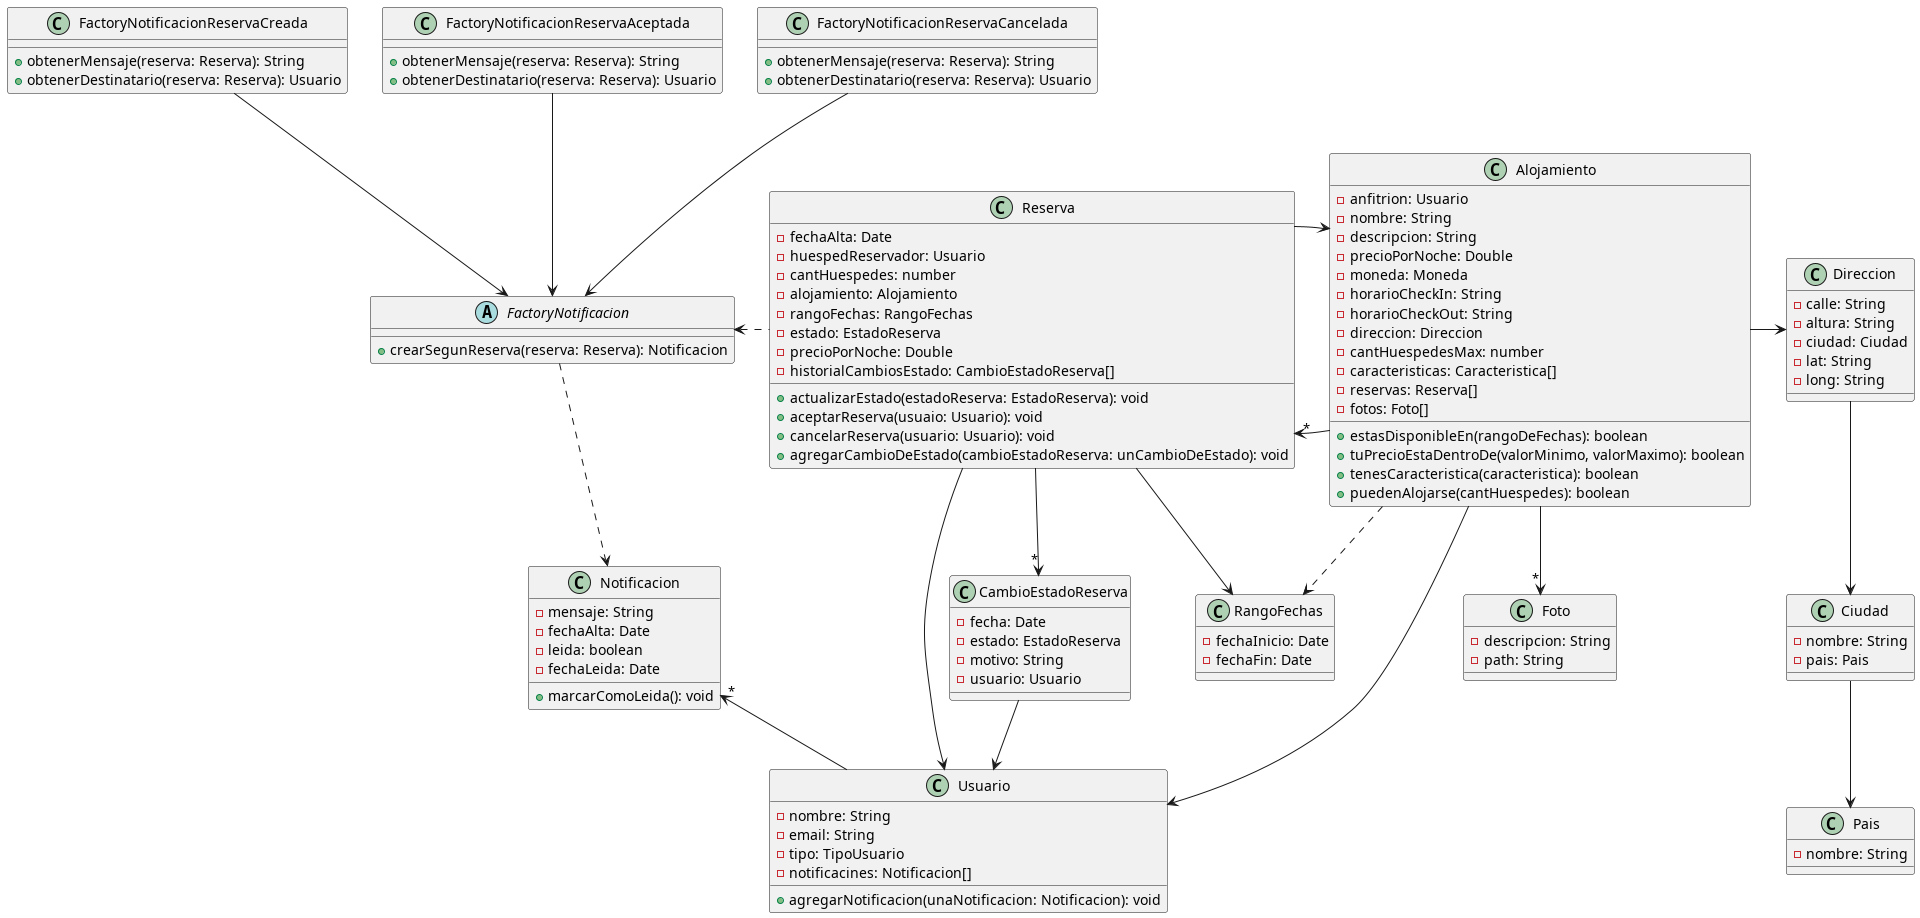 C FactoryNotificacionReservaCreada
obtenerMensaje(reserva: Reserva): String
obtenerDestinatario(reserva: Reserva): Usuario
C FactoryNotificacionReservaAceptada
obtenerMensaje(reserva: Reserva): String
obtenerDestinatario(reserva: Reserva): Usuario
C FactoryNotificacionReservaCancelada
obtenerMensaje(reserva: Reserva): String
obtenerDestinatario(reserva: Reserva): Usuario
A FactoryNotificacion
crearSegunReserva(reserva: Reserva): Notificacion
C Reserva
fechaAlta: Date
huespedReservador: Usuario
cantHuespedes: number
alojamiento: Alojamiento
rangoFechas: RangoFechas
estado: EstadoReserva
precioPorNoche: Double
historialCambiosEstado: CambioEstadoReserva[]
actualizarEstado(estadoReserva: EstadoReserva): void
aceptarReserva(usuaio: Usuario): void
cancelarReserva(usuario: Usuario): void
agregarCambioDeEstado(cambioEstadoReserva: unCambioDeEstado): void
*
C Alojamiento
anfitrion: Usuario
nombre: String
descripcion: String
precioPorNoche: Double
moneda: Moneda
horarioCheckIn: String
horarioCheckOut: String
direccion: Direccion
cantHuespedesMax: number
caracteristicas: Caracteristica[]
reservas: Reserva[]
fotos: Foto[]
estasDisponibleEn(rangoDeFechas): boolean
tuPrecioEstaDentroDe(valorMinimo, valorMaximo): boolean
tenesCaracteristica(caracteristica): boolean
puedenAlojarse(cantHuespedes): boolean
C Direccion
calle: String
altura: String
ciudad: Ciudad
lat: String
long: String
C Notificacion
mensaje: String
fechaAlta: Date
leida: boolean
fechaLeida: Date
marcarComoLeida(): void
*
*
C CambioEstadoReserva
fecha: Date
estado: EstadoReserva
motivo: String
usuario: Usuario
C RangoFechas
fechaInicio: Date
fechaFin: Date
*
C Foto
descripcion: String
path: String
C Ciudad
nombre: String
pais: Pais
C Usuario
nombre: String
email: String
tipo: TipoUsuario
notificacines: Notificacion[]
agregarNotificacion(unaNotificacion: Notificacion): void
C Pais
nombre: String